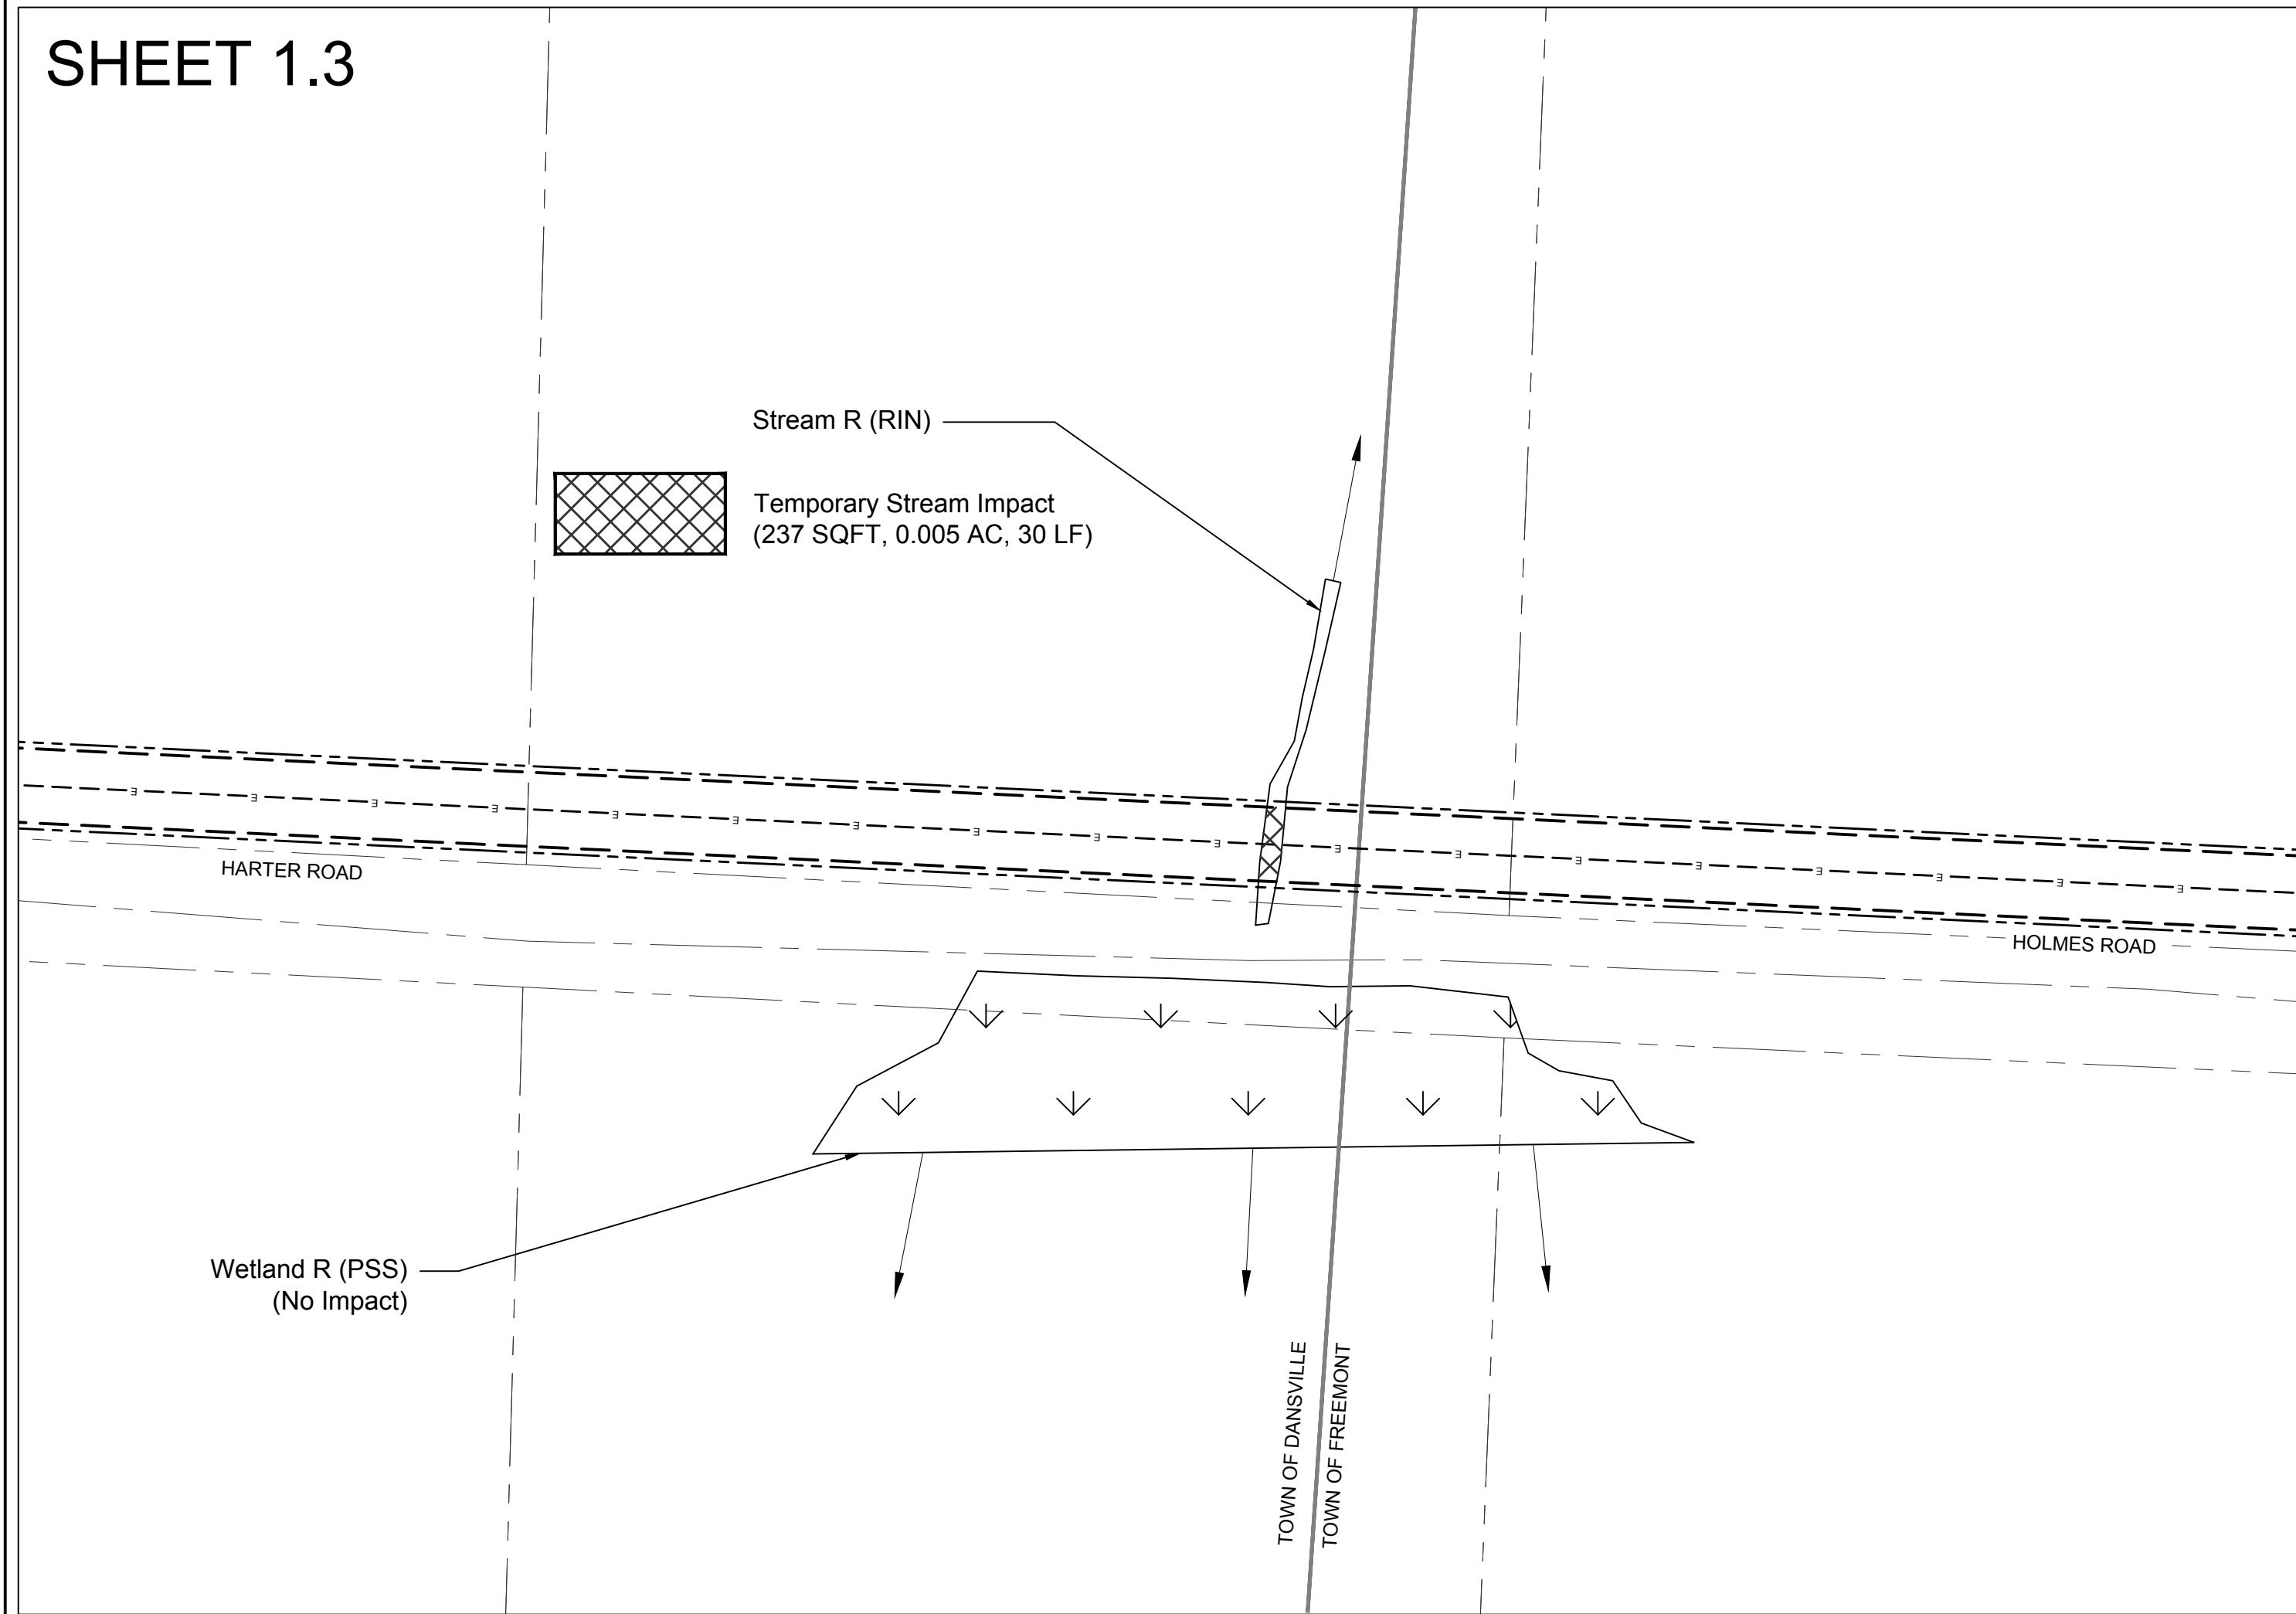 SHEET 1.3
Stream R (RIN)
Temporary Stream Impact
(237 SQFT, 0.005 AC, 30 LF)
E E E E E E E E E E E E E E E E E E
HARTER ROAD
HOLMES ROAD
Wetland R (PSS)
(No Impact)
TOWN OF DANSVILLE
TOWN OF FREEMONT